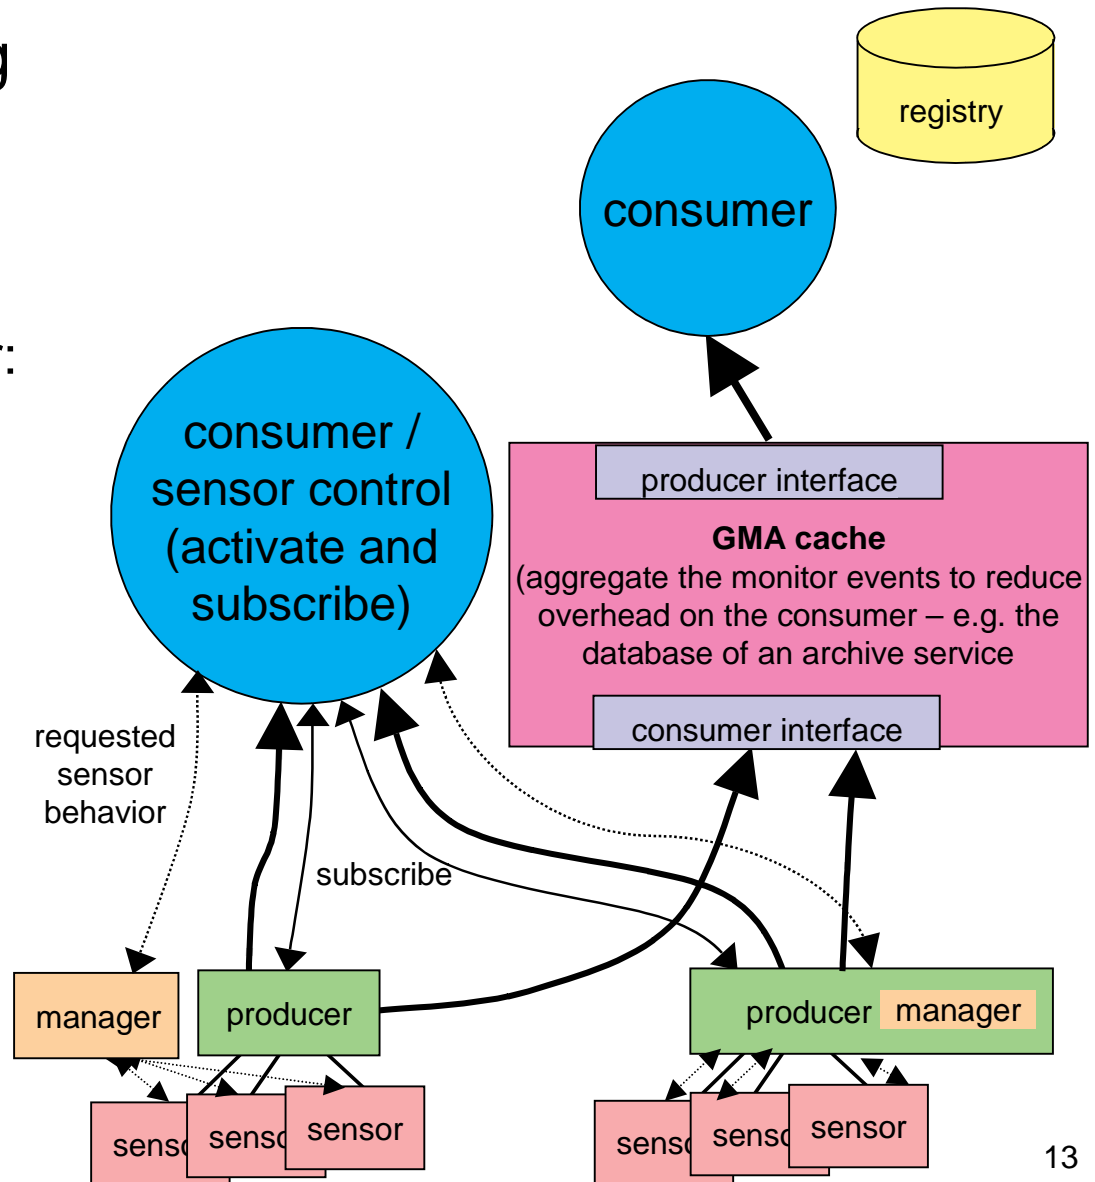 g
registry
consumer
r:
consumer /
sensor control
(activate and
subscribe)
producer interface
GMA cache
(aggregate the monitor events to reduce
overhead on the consumer – e.g. the
database of an archive service
consumer interface
requested
sensor
behavior
subscribe
manager
producer
producer
manager
sensor
sensor
13